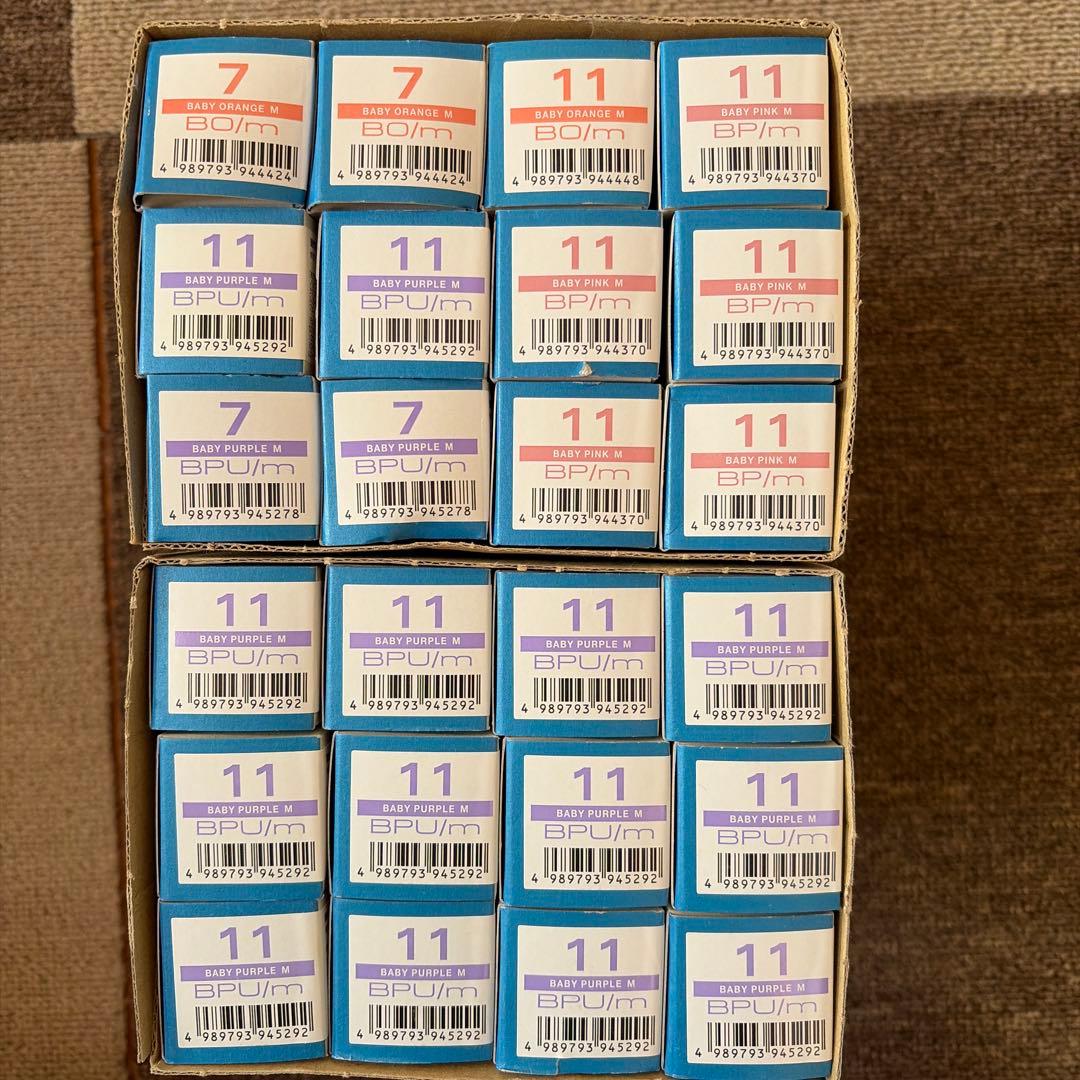 7
BABY ORANGE M
BO/m
4 989793 944424
7
BABY ORANGE M
BO/m
4 989793 944424
11
BABY ORANGE M
BO/m
4 989793 944448
11
BABY PINK M
BP/m
4 989793 944370
11
BABY PURPLE M
BPU/m
4 989793 945292
11
BABY PURPLE M
BPU/m
4 989793 945292
11
BABY PINK M
BP/m
4 989793 944370
11
BABY PINK M
BP/m
4 989793 944370
7
BABY PURPLE M
BPU/m
4 989793 945278
7
BABY PURPLE M
BPU/m
4 989793 945278
11
BABY PINK M
BP/m
4 989793 944370
11
BABY PINK M
BP/m
4 989793 944370
11
BABY PURPLE M
BPU/m
4 989793 945292
11
BABY PURPLE M
BPU/m
4 989793 945292
11
BABY PURPLE M
BPU/m
4 989793 945292
11
BABY PURPLE M
BPU/m
4 989793 945292
11
BABY PURPLE M
BPU/m
4 989793 945292
11
BABY PURPLE M
BPU/m
4 989793 945292
11
BABY PURPLE M
BPU/m
4 989793 945292
11
BABY PURPLE M
BPU/m
4 989793 945292
11
BABY PURPLE M
BPU/m
4 989793 945292
11
BABY PURPLE M
BPU/m
4 989793 945292
11
BABY PURPLE M
BPU/m
4 989793 945292
11
BABY PURPLE M
BPU/m
4 989793 945292